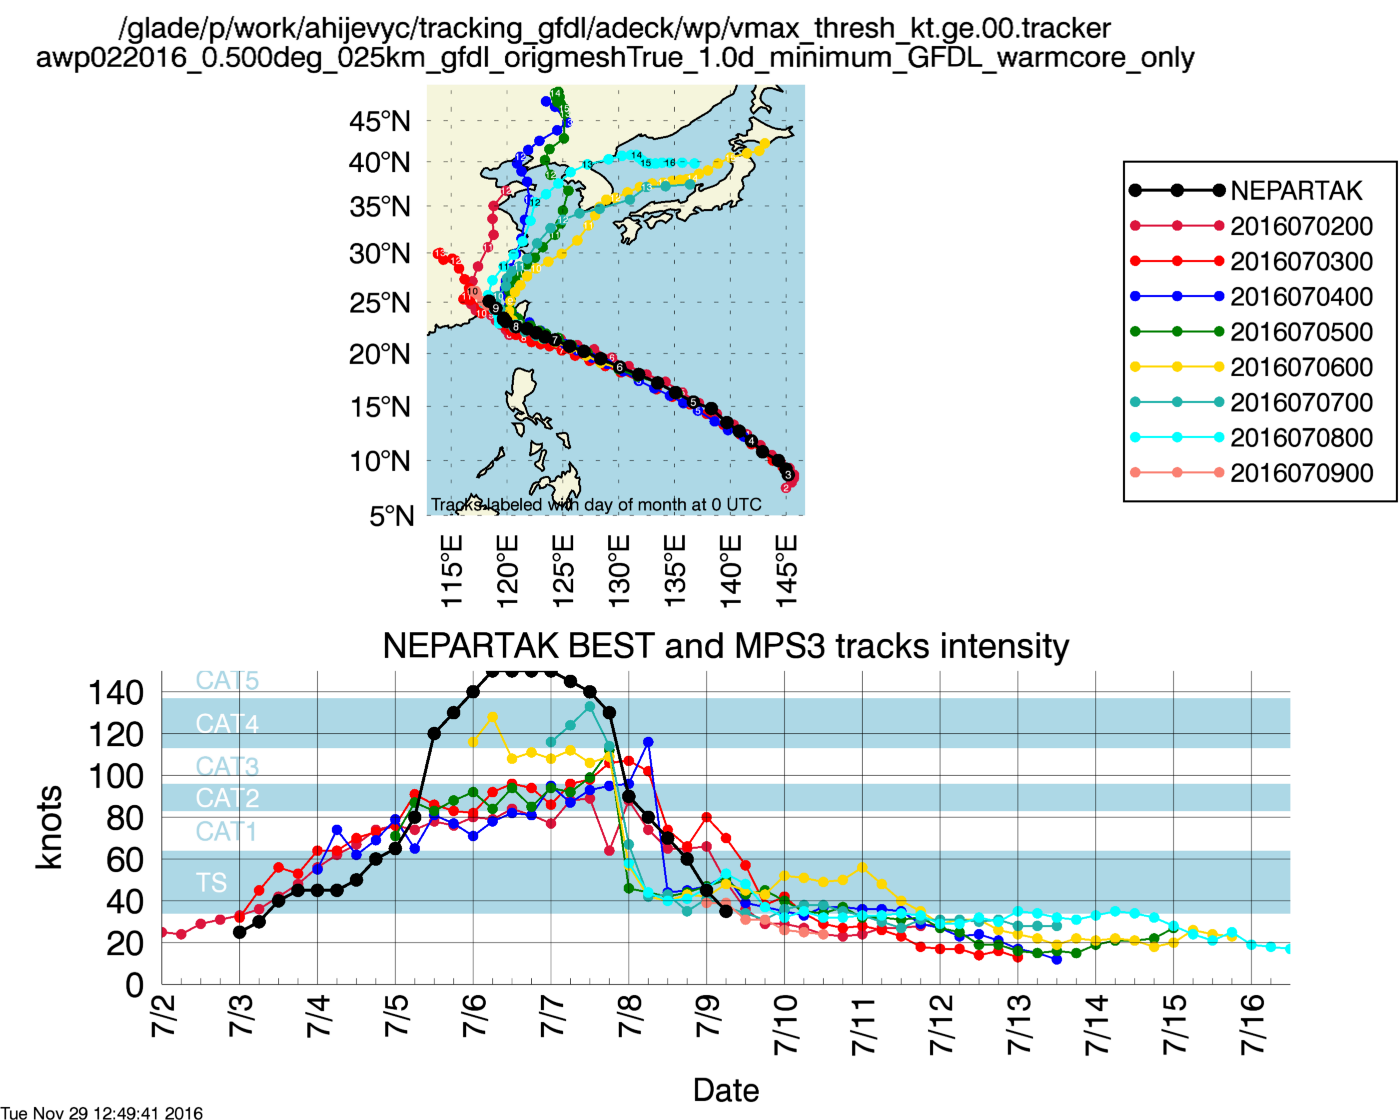 /glade/p/work/ahijevyc/tracking_gfdl/adeck/wp/vmax_thresh_kt.ge.00.tracker
awp022016_0.500deg_025km_gfdl_origmeshTrue_1.0d_minimum_GFDL_warmcore_only
45°N
40°N
35°N
30°N
25°N
20°N
15°N
10°N
5°N
Tracks labeled with day of month at 0 UTC
115°E
120°E
125°E
130°E
135°E
140°E
145°E
NEPARTAK
2016070200
2016070300
2016070400
2016070500
2016070600
2016070700
2016070800
2016070900
NEPARTAK BEST and MPS3 tracks intensity
CAT5
CAT4
CAT3
CAT2
CAT1
TS
140
120
100
80
60
40
20
0
knots
7/2
7/3
7/4
7/5
7/6
7/7
7/8
7/9
7/10
7/11
7/12
7/13
7/14
7/15
7/16
Date
Tue Nov 29 12:49:41 2016